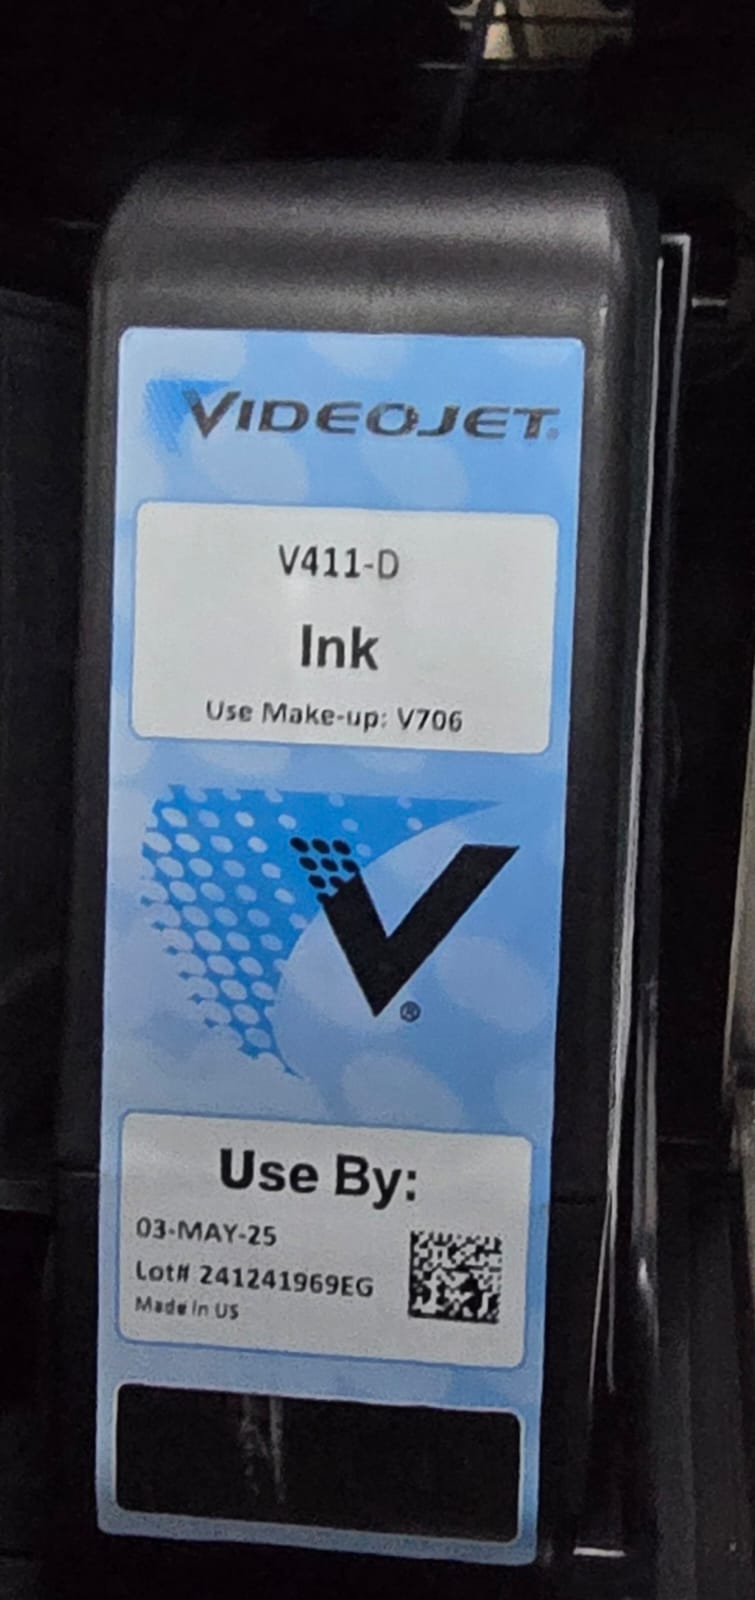 VIDEOJET®
V411-D
Ink
Use Make-up: V706
V®
Use By:
03-MAY-25
Lot# 241241969EG
Made In US